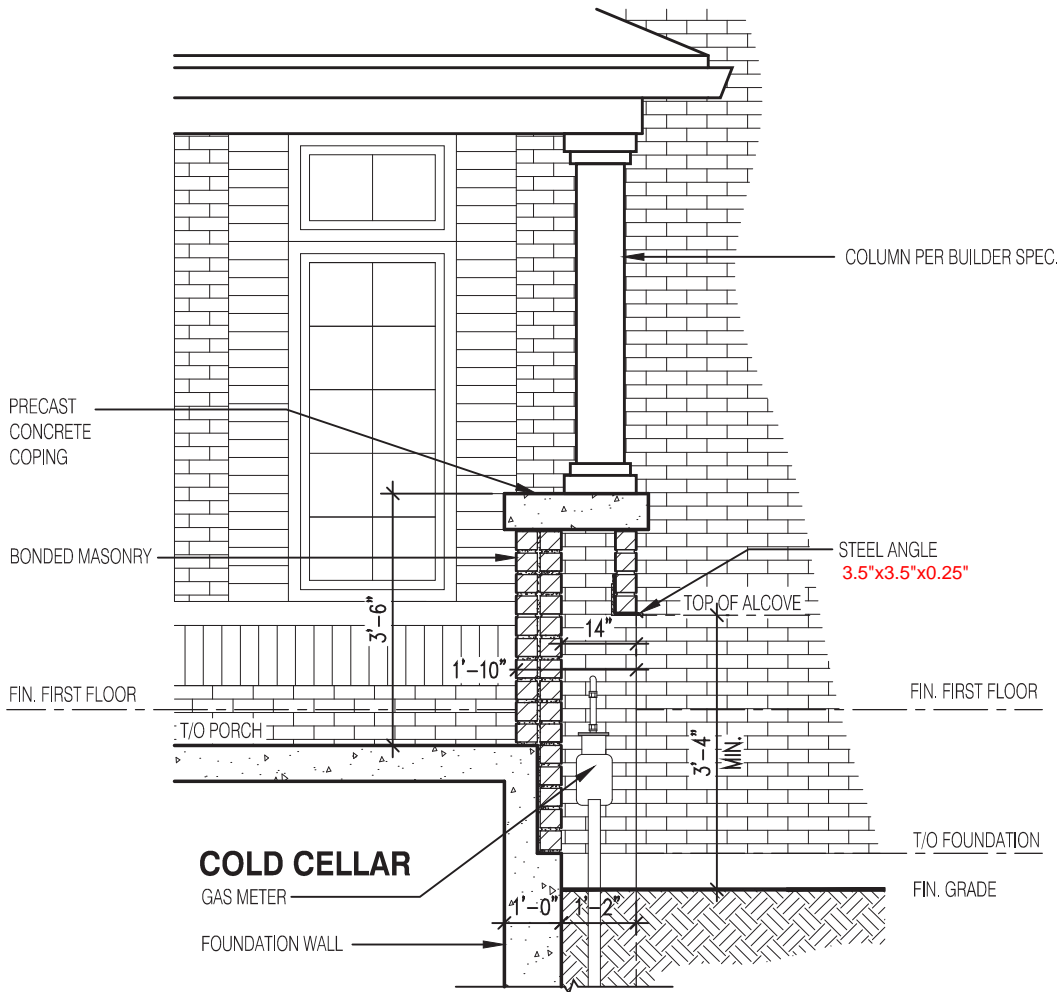 COLUMN PER BUILDER SPEC.
PRECAST
CONCRETE
COPING
BONDED MASONRY
STEEL ANGLE
3.5"x3.5"x0.25"
TOP OF ALCOVE
3'-6"
14"
1'-10"
FIN. FIRST FLOOR
FIN. FIRST FLOOR
T/O PORCH
3'-4"
MIN.
T/O FOUNDATION
COLD CELLAR
GAS METER
FIN. GRADE
1'-0"
1'-2"
FOUNDATION WALL